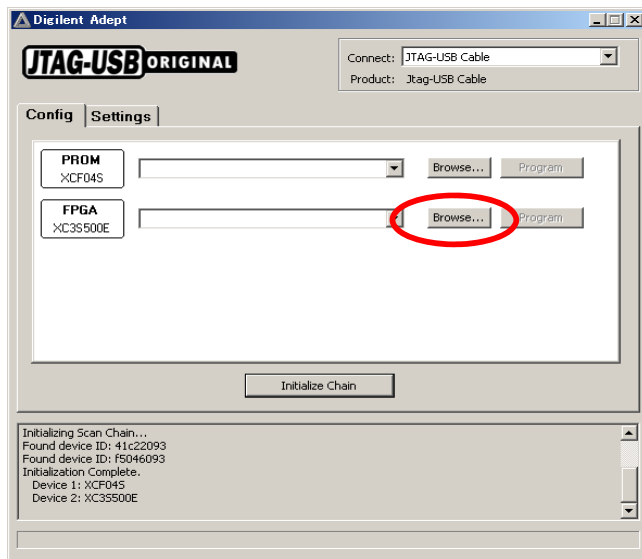 Digilent Adept
JTAG-USB ORIGINAL
Connect: JTAG-USB Cable
Product: Jtag-USB Cable
Config Settings
PROM
XCF04S
Browse... Program
FPGA
XC3S500E
Browse... Program
Initialize Chain
Initializing Scan Chain...
Found device ID: 41c22093
Found device ID: f5046093
Initialization Complete.
Device 1: XCF04S
Device 2: XC3S500E